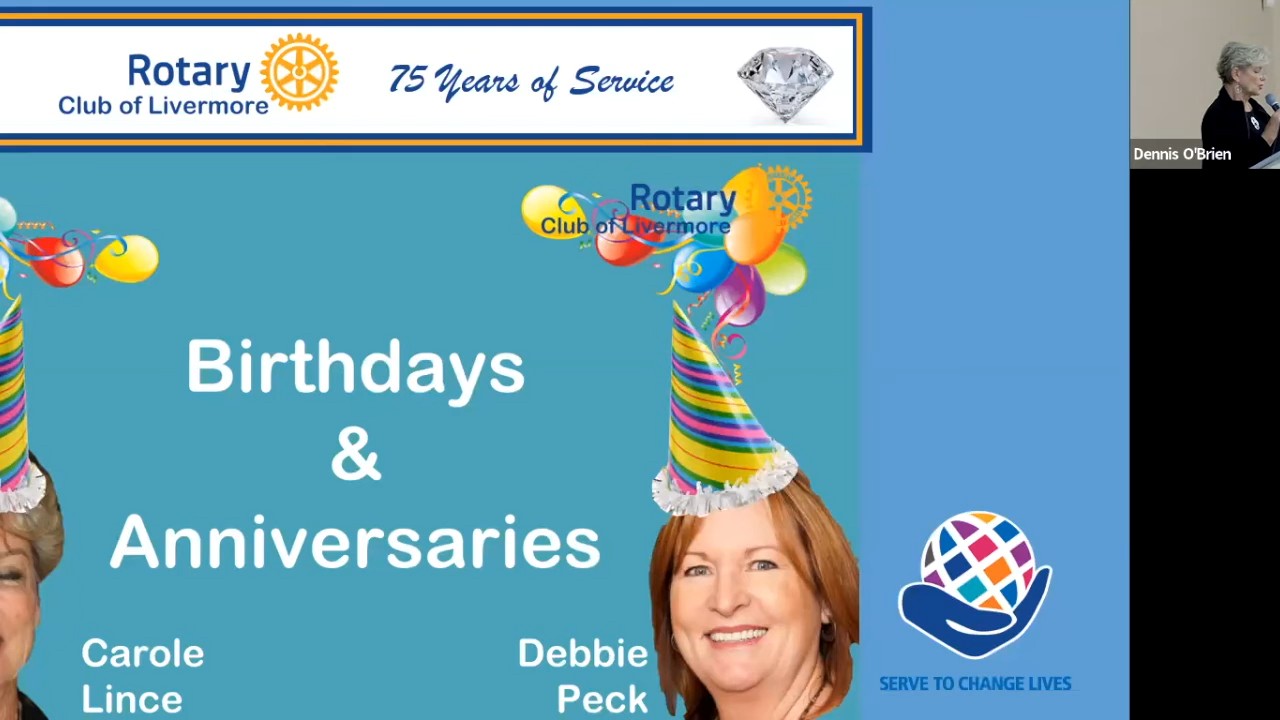 Rotary
Club of Livermore
75 Years of Service
Dennis O'Brien
Rotary
Club of Livermore
Birthdays
&
Anniversaries
Carole
Lince
Debbie
Peck
SERVE TO CHANGE LIVES